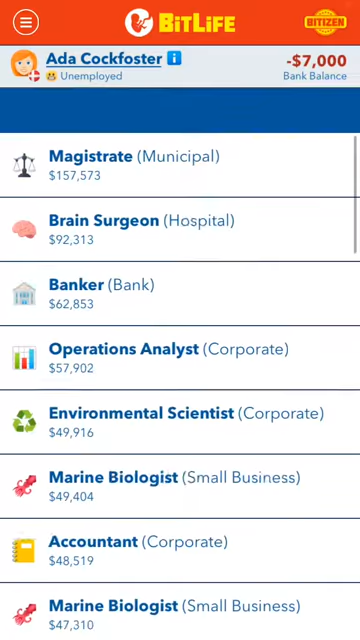 BitLife
BITIZEN
Ada Cockfoster i
Unemployed
-$7,000
Bank Balance
Magistrate (Municipal)
$157,573
Brain Surgeon (Hospital)
$92,313
Banker (Bank)
$62,853
Operations Analyst (Corporate)
$57,902
Environmental Scientist (Corporate)
$49,916
Marine Biologist (Small Business)
$49,404
Accountant (Corporate)
$48,519
Marine Biologist (Small Business)
$47,310